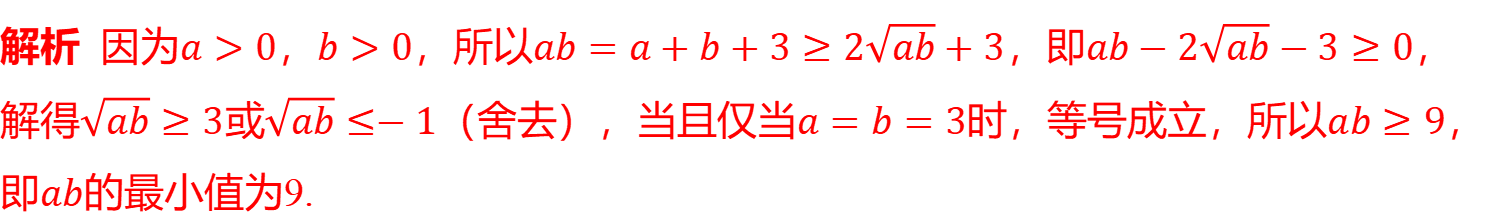 解析 因为a > 0，b > 0，所以ab = a + b + 3 ≥ 2√ab + 3，即ab − 2√ab − 3 ≥ 0，
解得√ab ≥ 3或√ab ≤− 1（舍去），当且仅当a = b = 3时，等号成立，所以ab ≥ 9，
即ab的最小值为9.